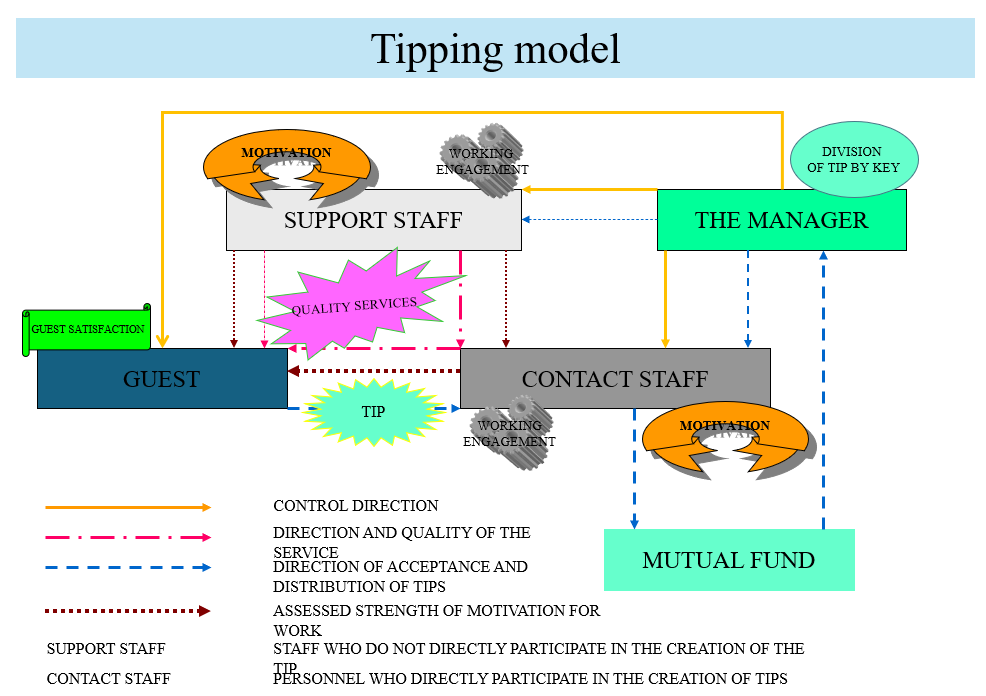 Tipping model
MOTIVATION
WORKING
ENGAGEMENT
DIVISION
OF TIP BY KEY
SUPPORT STAFF
THE MANAGER
QUALITY SERVICES
GUEST SATISFACTION
GUEST
CONTACT STAFF
TIP
WORKING
ENGAGEMENT
MOTIVATION
MUTUAL FUND
CONTROL DIRECTION
DIRECTION AND QUALITY OF THE
SERVICE
DIRECTION OF ACCEPTANCE AND
DISTRIBUTION OF TIPS
ASSESSED STRENGTH OF MOTIVATION FOR
WORK
SUPPORT STAFF
STAFF WHO DO NOT DIRECTLY PARTICIPATE IN THE CREATION OF THE
TIP
CONTACT STAFF
PERSONNEL WHO DIRECTLY PARTICIPATE IN THE CREATION OF TIPS